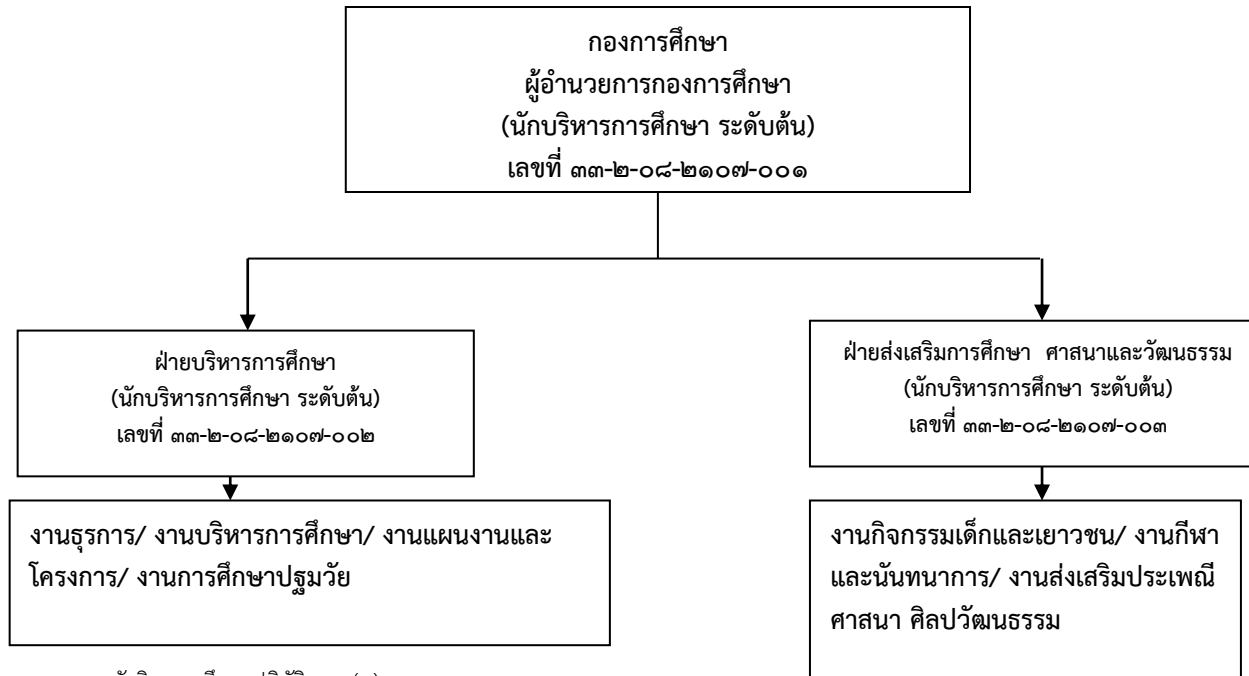 กองการศึกษา
ผู้อำนวยการกองการศึกษา
(นักบริหารการศึกษา ระดับต้น)
เลขที่ ๓๓-๒-๐๘-๒๑๐๗-๐๐๑
ฝ่ายบริหารการศึกษา
(นักบริหารการศึกษา ระดับต้น)
เลขที่ ๓๓-๒-๐๘-๒๑๐๗-๐๐๒
ฝ่ายส่งเสริมการศึกษา ศาสนาและวัฒนธรรม
(นักบริหารการศึกษา ระดับต้น)
เลขที่ ๓๓-๒-๐๘-๒๑๐๗-๐๐๓
งานธุรการ/ งานบริหารการศึกษา/ งานแผนงานและ
โครงการ/ งานการศึกษาปฐมวัย
งานกิจกรรมเด็กและเยาวชน/ งานกีฬา
และนันทนาการ/ งานส่งเสริมประเพณี
ศาสนา ศิลปวัฒนธรรม